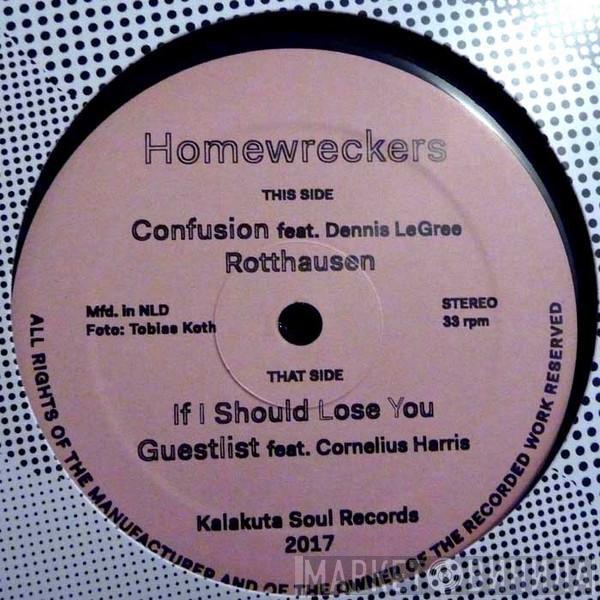 Homewreckers
THIS SIDE
Confusion feat. Dennis LeGree
Rotthausen
Mfd. in NLD
Foto: Tobias Koth
STEREO
33 rpm
THAT SIDE
If I Should Lose You
Guestlist feat. Cornelius Harris
Kalakuta Soul Records
2017
ALL RIGHTS OF THE MANUFACTURER AND OF THE OWNER OF THE RECORDED WORK RESERVED